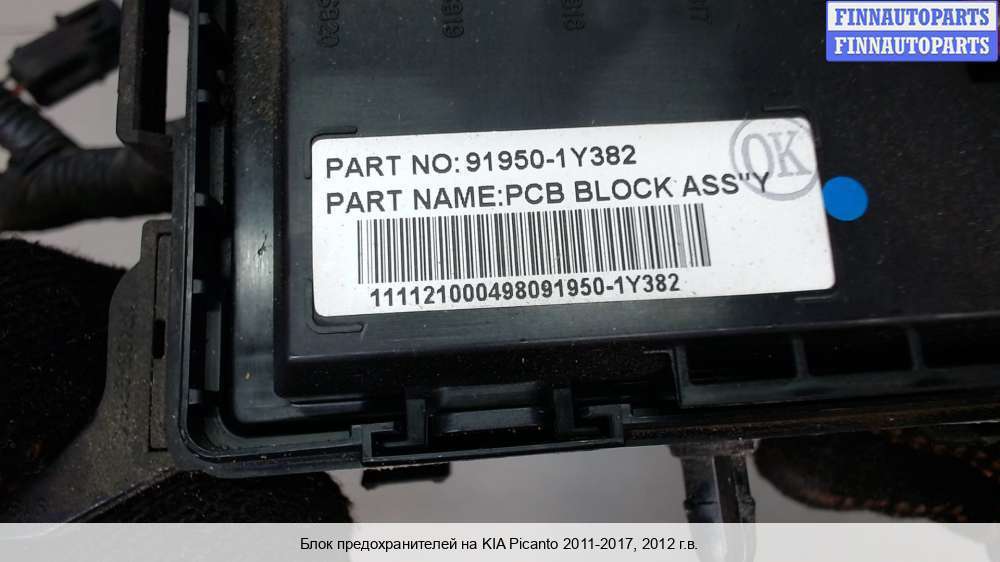 FINNAUTOPARTS
FINNAUTOPARTS
PART NO: 91950-1Y382
PART NAME:PCB BLOCK ASS"Y
OK
111121000498091950-1Y382
Блок предохранителей на KIA Picanto 2011-2017, 2012 г.в.